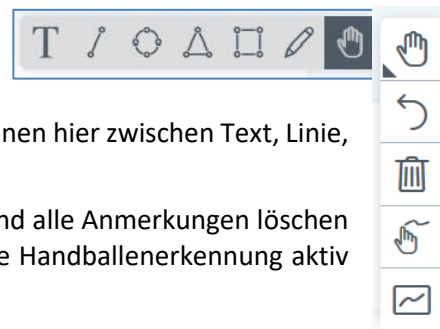 T
nen hier zwischen Text, Linie,
nd alle Anmerkungen löschen
e Handballenerkennung aktiv